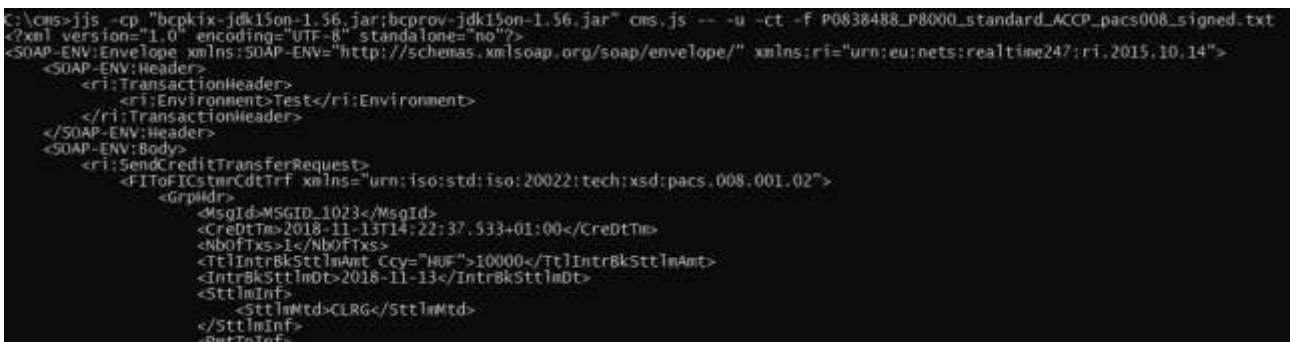 C:\cms>jjs -cp "bcpkix-jdk15on-1.56.jar;bcprov-jdk15on-1.56.jar" cms.js -- -u -ct -f P0838488_P8000_standard_ACCP_pacs008_signed.txt
<?xml version="1.0" encoding="UTF-8" standalone="no"?>
<SOAP-ENV:Envelope xmlns:SOAP-ENV="http://schemas.xmlsoap.org/soap/envelope/" xmlns:ri="urn:eu:nets:realtime247:ri.2015.10.14">
<SOAP-ENV:Header>
<ri:TransactionHeader>
<ri:Environment>Test</ri:Environment>
</ri:TransactionHeader>
</SOAP-ENV:Header>
<SOAP-ENV:Body>
<ri:SendCreditTransferRequest>
<FIToFICstmrCdtTrf xmlns="urn:iso:std:iso:20022:tech:xsd:pacs.008.001.02">
<GrpHdr>
<MsgId>MSGID_1023</MsgId>
<CreDtTm>2018-11-13T14:22:37.533+01:00</CreDtTm>
<NbOfTxs>1</NbOfTxs>
<TtlIntrBkSttlmAmt Ccy="HUF">10000</TtlIntrBkSttlmAmt>
<IntrBkSttlmDt>2018-11-13</IntrBkSttlmDt>
<SttlmInf>
<SttlmMtd>CLRG</SttlmMtd>
</SttlmInf>
<PmtTpInf>